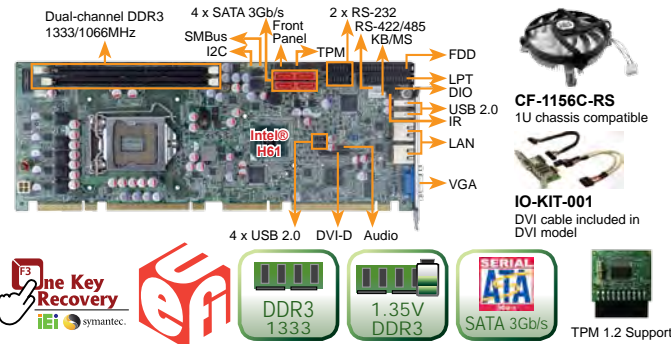 Dual-channel DDR3
1333/1066MHz
4 x SATA 3Gb/s
SMBus
I2C
Front
Panel
TPM
2 x RS-232
RS-422/485
KB/MS
FDD
LPT
DIO
USB 2.0
IR
LAN
VGA
Intel®
H61
4 x USB 2.0
DVI-D
Audio
CF-1156C-RS
1U chassis compatible
IO-KIT-001
DVI cable included in
DVI model
F3
One Key
Recovery
iEi
symantec.
uefi
DDR3
1333
1.35V
DDR3
SERIAL
ATA
SATA 3Gb/s
TPM 1.2 Support